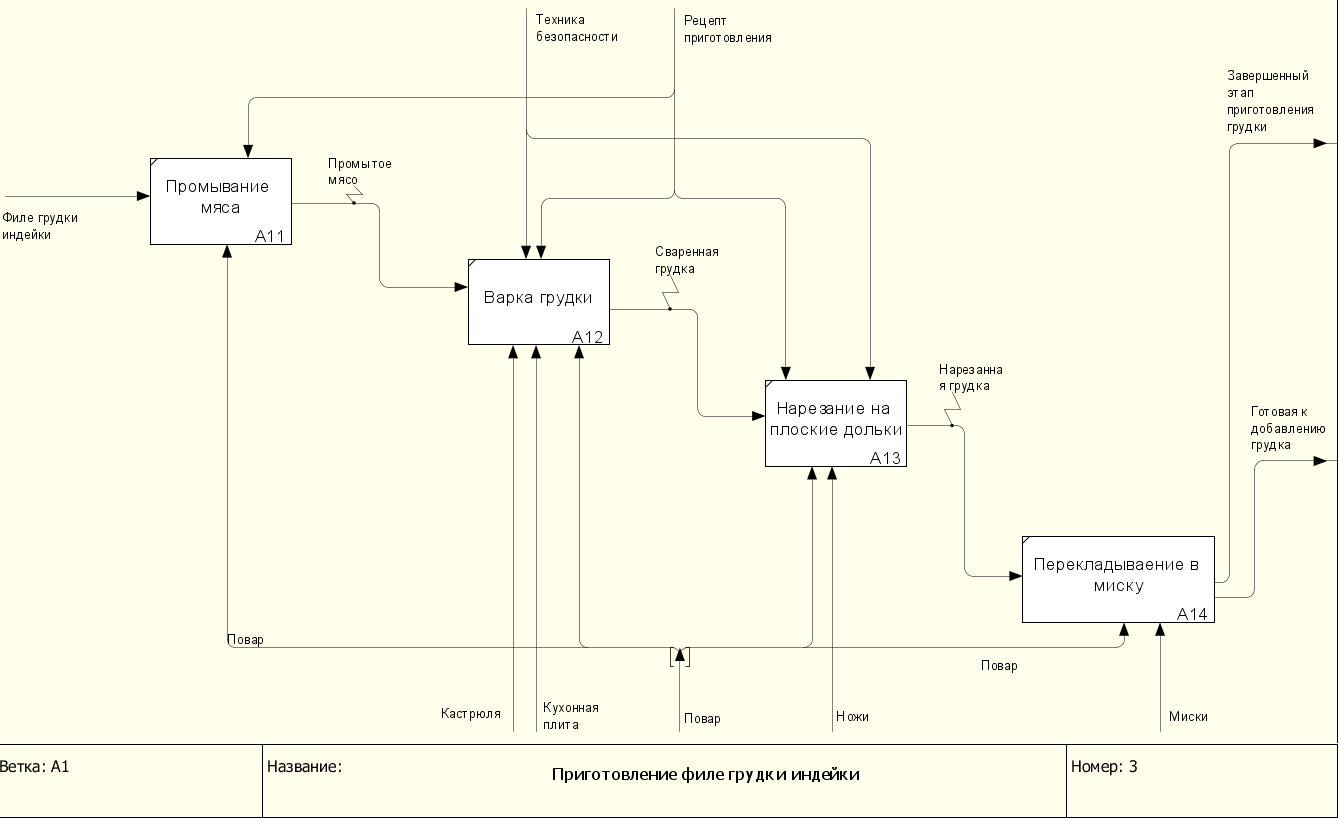 Техника
безопасности
Рецепт
приготовления
Завершенный
этап
приготовления
грудки
Филе грудки
индейки
Промывание
мяса
A11
Промытое
мясо
Варка грудки
A12
Сваренная
грудка
Нарезание на
плоские дольки
A13
Нарезанна
я грудка
Готовая к
добавлению
грудка
Перекладываение в
миску
A14
Повар
Повар
Кастрюля
Кухонная
плита
Повар
Ножи
Миски
Ветка: A1
Название:
Приготовление филе грудки индейки
Номер: 3